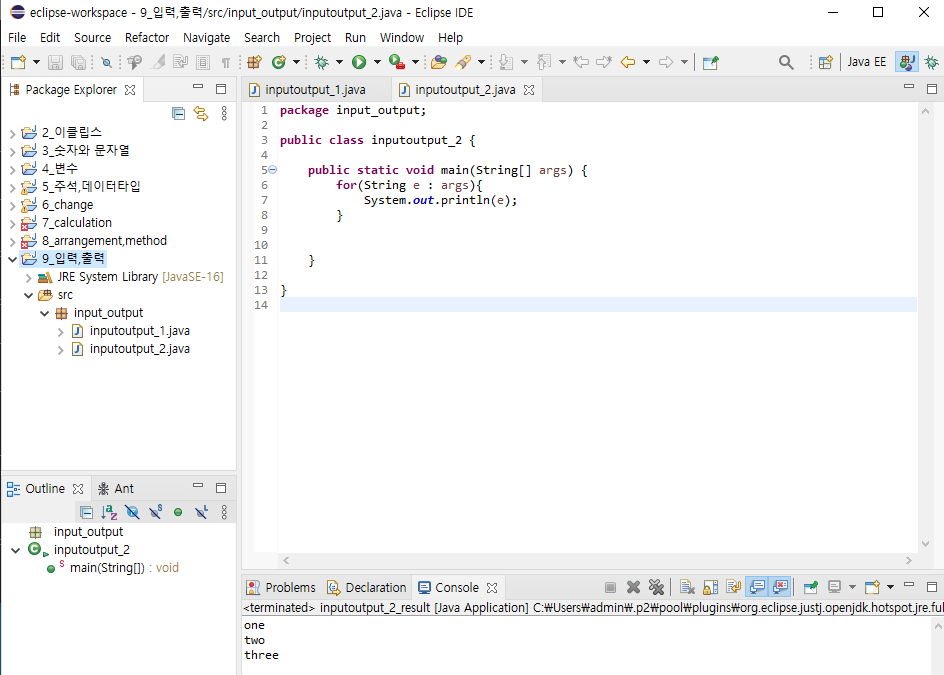 eclipse-workspace - 9_입력,출력/src/input_output/inputoutput_2.java - Eclipse IDE
File Edit Source Refactor Navigate Search Project Run Window Help
Java EE
Package Explorer
2_이클립스
3_숫자와 문자열
4_변수
5_주석,데이터타입
6_change
7_calculation
8_arrangement,method
9_입력,출력
JRE System Library [JavaSE-16]
src
input_output
inputoutput_1.java
inputoutput_2.java
inputoutput_1.java inputoutput_2.java
1 package input_output;
2
3 public class inputoutput_2 {
4
5 public static void main(String[] args) {
6 for(String e : args){
7 System.out.println(e);
8 }
9
10
11 }
12
13 }
14
Outline Ant
input_output
inputoutput_2
main(String[]) : void
Problems Declaration Console
<terminated> inputoutput_2_result [Java Application] C:₩Users₩admin₩.p2₩pool₩plugins₩org.eclipse.justj.openjdk.hotspot.jre.ful
one
two
three